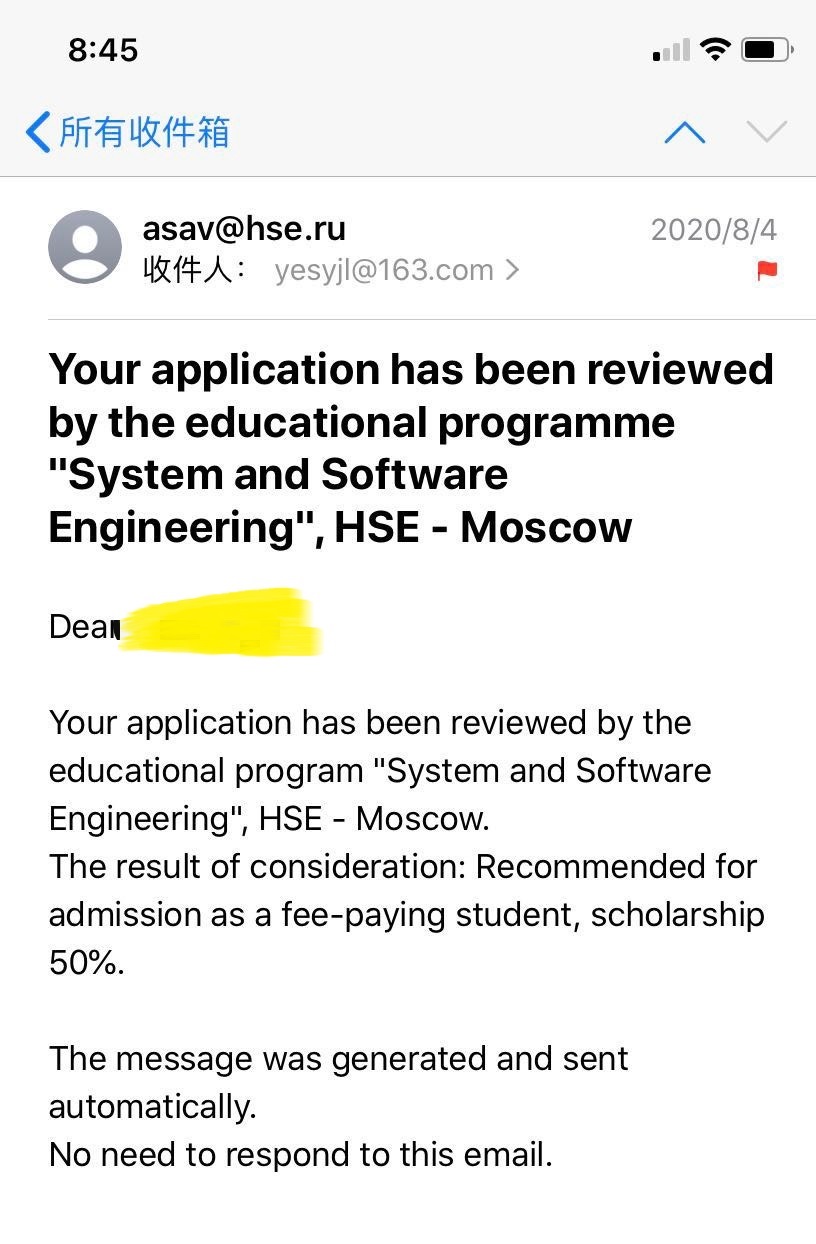 8:45
所有收件箱
asav@hse.ru
2020/8/4
收件人： yesyjl@163.com
Your application has been reviewed
by the educational programme
"System and Software
Engineering", HSE - Moscow
Dear
Your application has been reviewed by the
educational program "System and Software
Engineering", HSE - Moscow.
The result of consideration: Recommended for
admission as a fee-paying student, scholarship
50%.
The message was generated and sent
automatically.
No need to respond to this email.